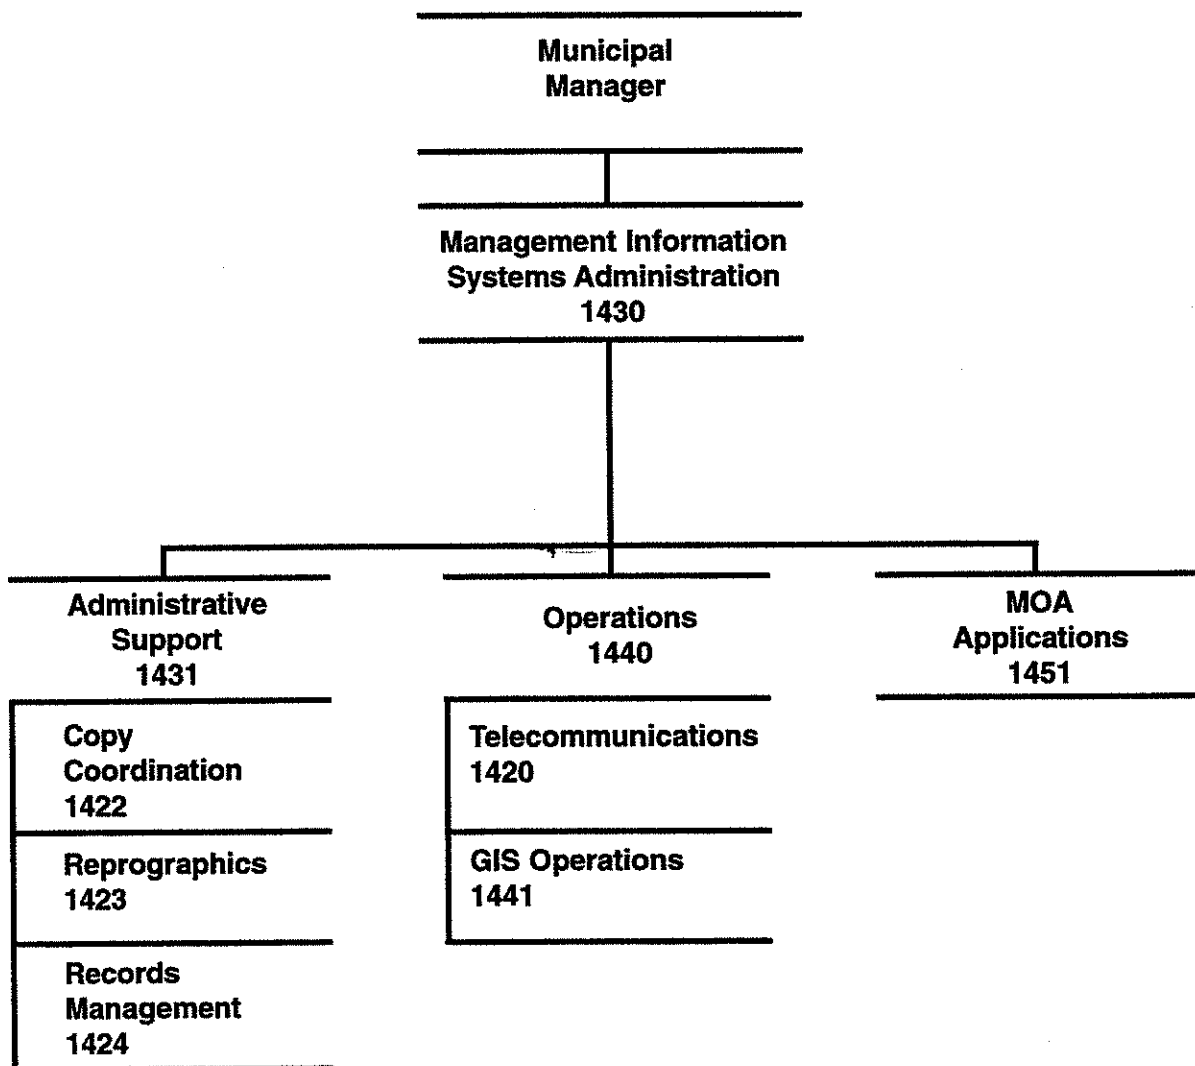 Municipal
Manager
Management Information
Systems Administration
1430
Administrative
Support
1431
Copy
Coordination
1422
Reprographics
1423
Records
Management
1424
Operations
1440
Telecommunications
1420
GIS Operations
1441
MOA
Applications
1451